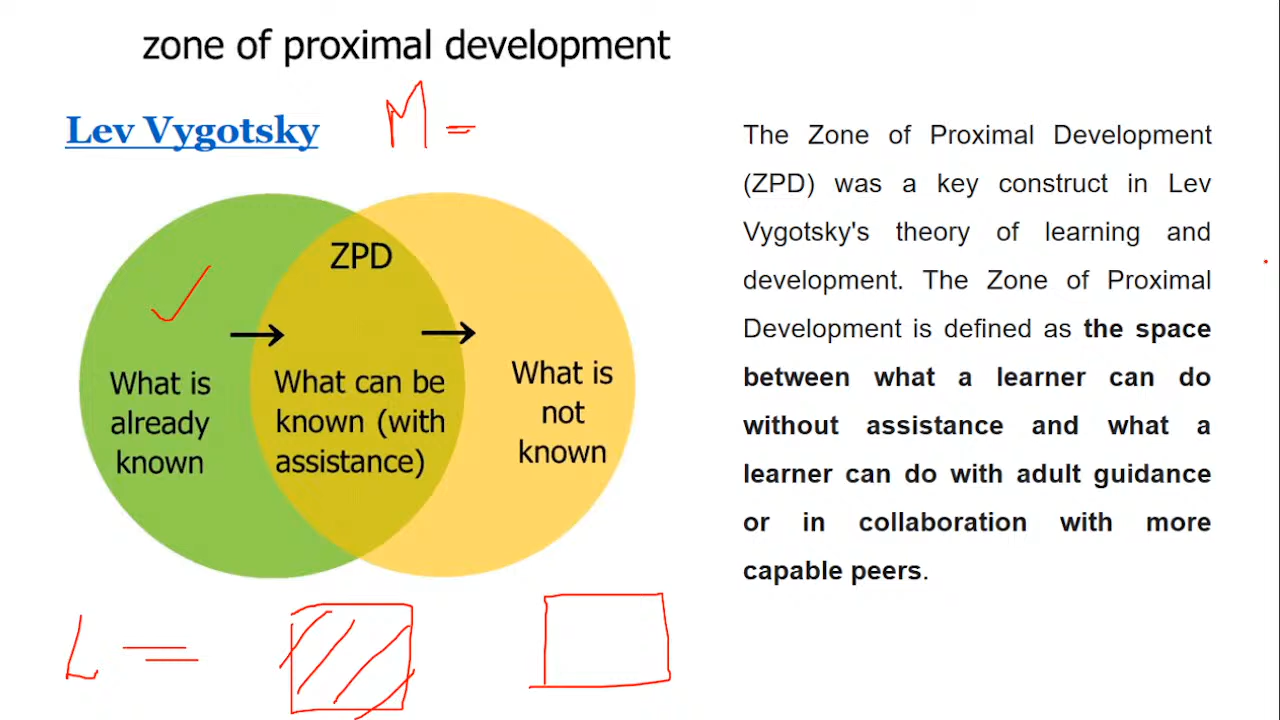 zone of proximal development
Lev Vygotsky
M =
ZPD
What is
already
known
What can be
known (with
assistance)
What is
not
known
L =
The Zone of Proximal Development
(ZPD) was a key construct in Lev
Vygotsky's theory of learning and
development. The Zone of Proximal
Development is defined as the space
between what a learner can do
without assistance and what a
learner can do with adult guidance
or in collaboration with more
capable peers.